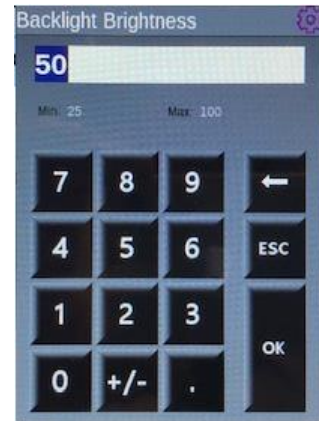 Backlight Brightness
50
Min: 25 Max: 100
7 8 9 ←
4 5 6 ESC
1 2 3
OK
0 +/- .